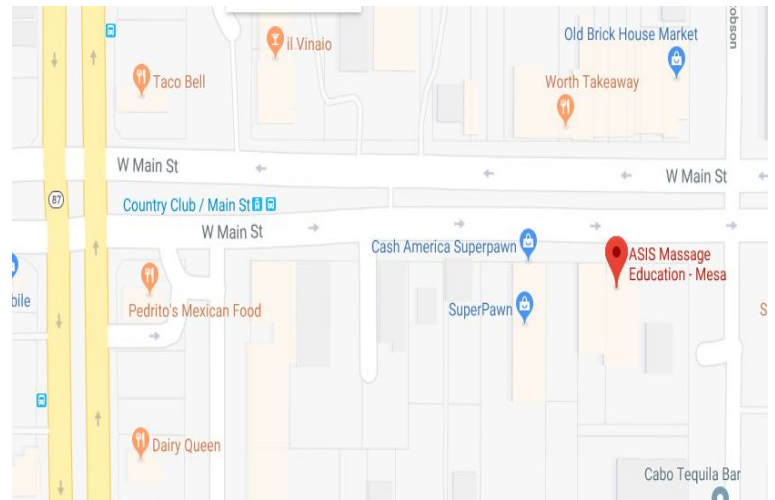 Old Brick House Market
il Vinaio
Taco Bell
Worth Takeaway
W Main St
W Main St
87
Country Club / Main St
W Main St
Cash America Superpawn
ASIS Massage
Education - Mesa
Pedrito's Mexican Food
SuperPawn
Dairy Queen
Cabo Tequila Bar